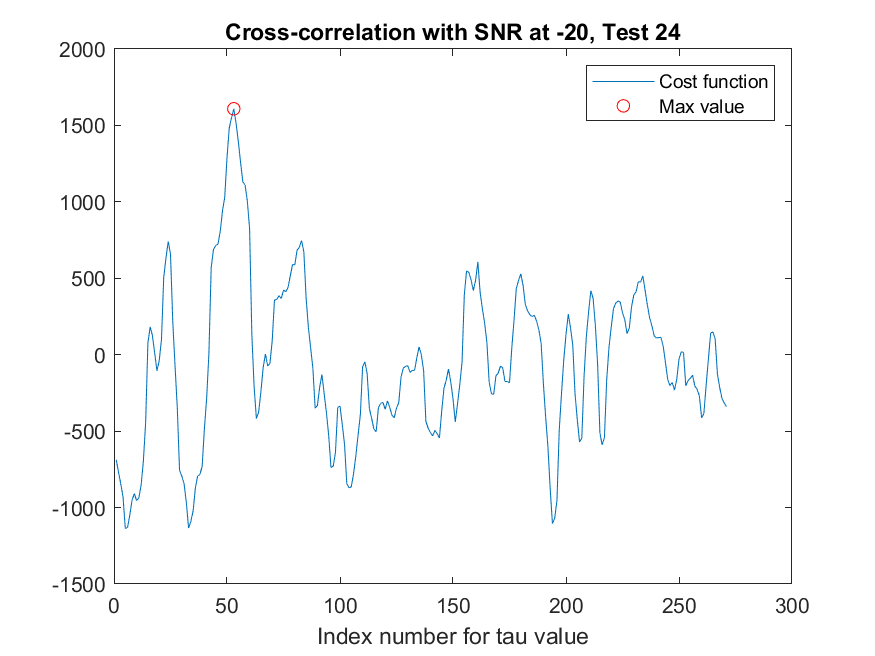 Cross-correlation with SNR at -20, Test 24
2000
1500
1000
500
0
-500
-1000
-1500
0 50 100 150 200 250 300
Index number for tau value
Cost function
Max value